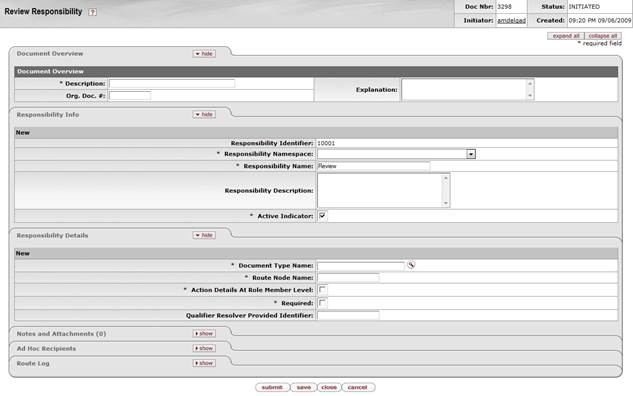 Review Responsibility ?
Doc Nbr: 3298 Status: INITIATED
Initiator: amdelgad Created: 09:20 PM 09/06/2009
expand all collapse all
* required field
Document Overview hide
Document Overview
* Description: Explanation:
Org. Doc. #:
Responsibility Info hide
New
Responsibility Identifier: 10001
* Responsibility Namespace:
* Responsibility Name: Review
Responsibility Description:
* Active Indicator:
Responsibility Details hide
New
* Document Type Name:
* Route Node Name:
* Action Details At Role Member Level:
* Required:
Qualifier Resolver Provided Identifier:
Notes and Attachments (0) show
Ad Hoc Recipients show
Route Log show
submit save close cancel